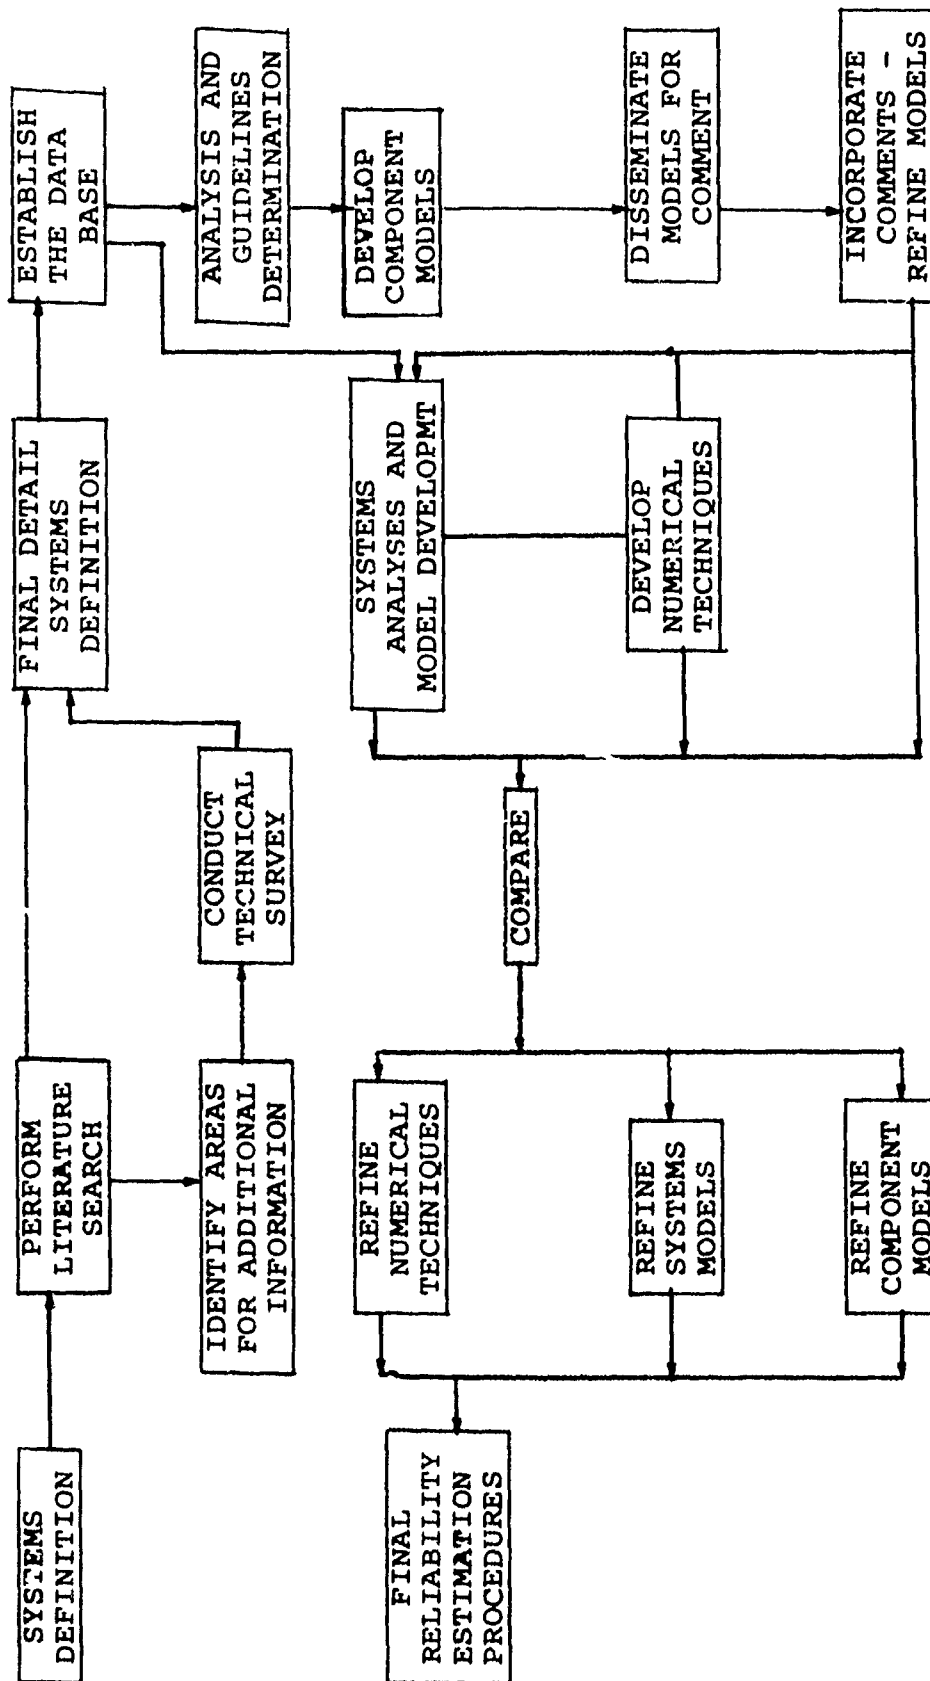 SYSTEMS
DEFINITION
PERFORM
LITERATURE
SEARCH
IDENTIFY AREAS
FOR ADDITIONAL
INFORMATION
CONDUCT
TECHNICAL
SURVEY
FINAL DETAIL
SYSTEMS
DEFINITION
ESTABLISH
THE DATA
BASE
ANALYSIS AND
GUIDELINES
DETERMINATION
DEVELOP
COMPONENT
MODELS
DISSEMINATE
MODELS FOR
COMMENT
INCORPORATE
COMMENTS -
REFINE MODELS
SYSTEMS
ANALYSES AND
MODEL DEVELOPMT
DEVELOP
NUMERICAL
TECHNIQUES
COMPARE
REFINE
NUMERICAL
TECHNIQUES
REFINE
SYSTEMS
MODELS
REFINE
COMPONENT
MODELS
FINAL
RELIABILITY
ESTIMATION
PROCEDURES